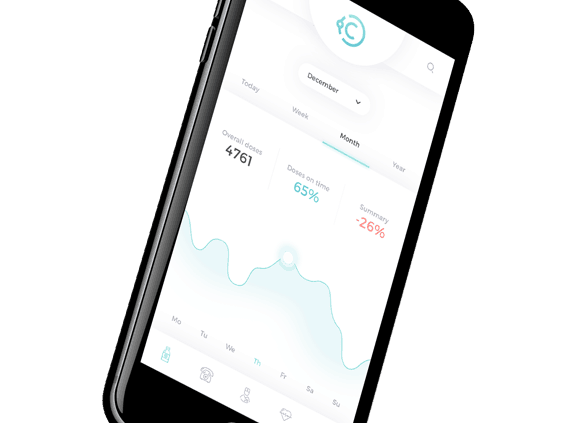 C
December
Today
Week
Month
Year
Overall doses
4761
Doses on time
65%
Summary
-26%
Mo
Tu
We
Th
Fr
Sa
Su